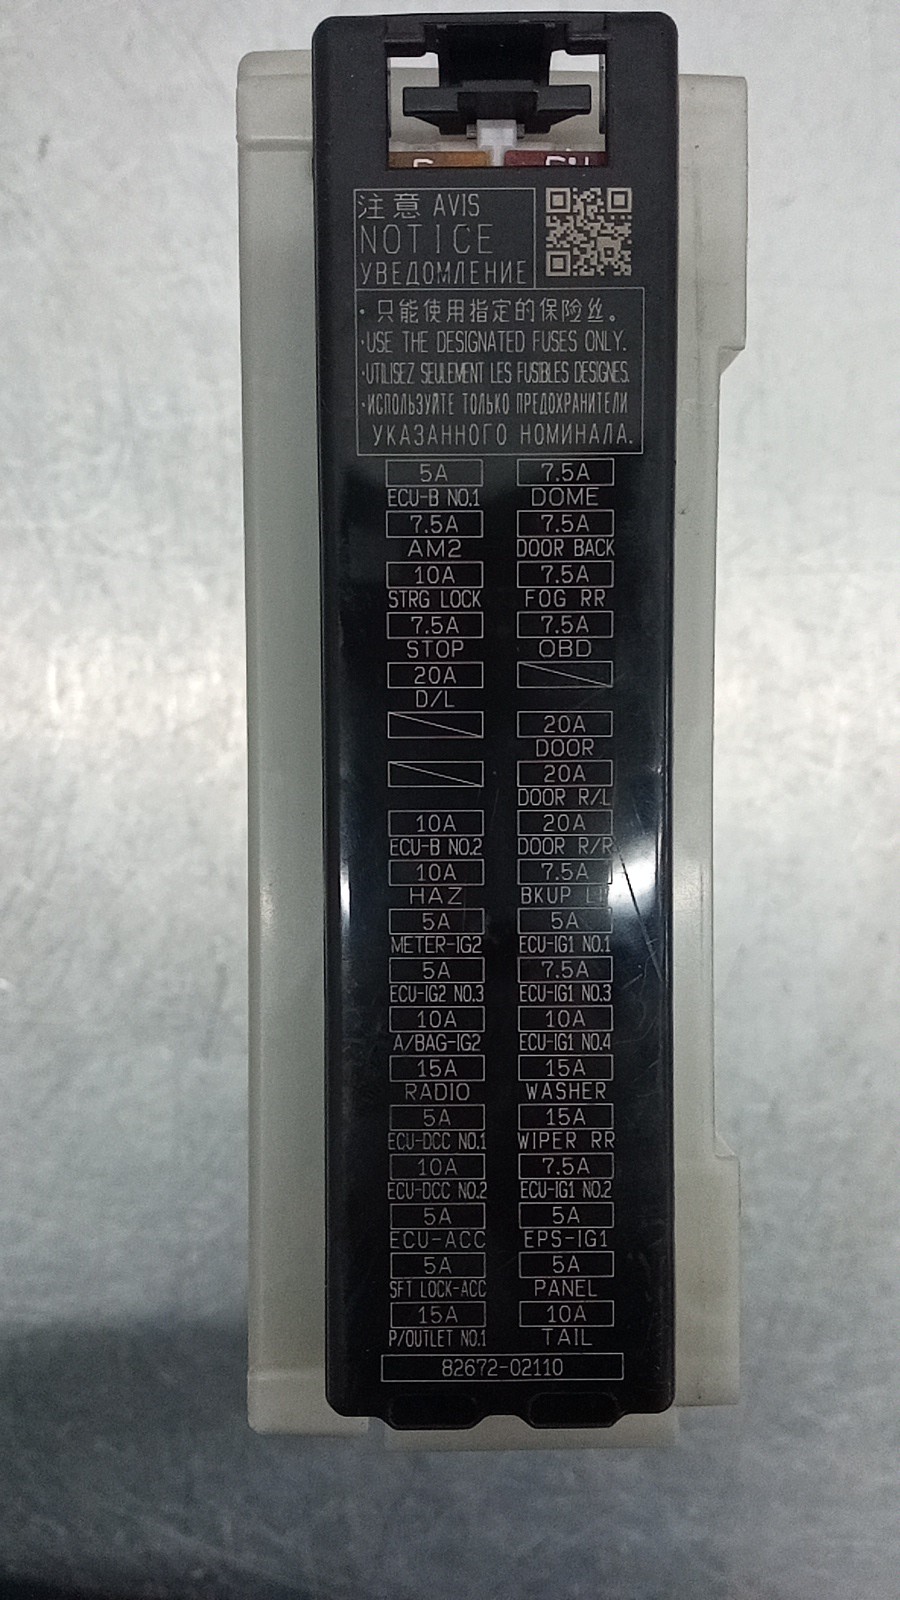 注意 AVIS
NOTICE
УВЕДОМЛЕНИЕ
·只能使用指定的保险丝。
·USE THE DESIGNATED FUSES ONLY.
·UTILISEZ SEULEMENT LES FUSIBLES DESIGNES.
·ИСПОЛЬЗУЙТЕ ТОЛЬКО ПРЕДОХРАНИТЕЛИ
УКАЗАННОГО НОМИНАЛА.
5A 7.5A
ECU-B NO.1 DOME
7.5A 7.5A
AM2 DOOR BACK
10A 7.5A
STRG LOCK FOG RR
7.5A 7.5A
STOP OBD
20A
D/L
20A
DOOR
20A
DOOR R/L
10A 20A
ECU-B NO.2 DOOR R/R
10A 7.5A
HAZ BKUP
5A 5A
METER-IG2 ECU-IG1 NO.1
5A 7.5A
ECU-IG2 NO.3 ECU-IG1 NO.3
10A 10A
A/BAG-IG2 ECU-IG1 NO.4
15A 15A
RADIO WASHER
5A 15A
ECU-DCC NO.1 WIPER RR
10A 7.5A
ECU-DCC NO.2 ECU-IG1 NO.2
5A 5A
ECU-ACC EPS-IG1
5A 5A
SFT LOCK-ACC PANEL
15A 10A
P/OUTLET NO.1 TAIL
82672-02110